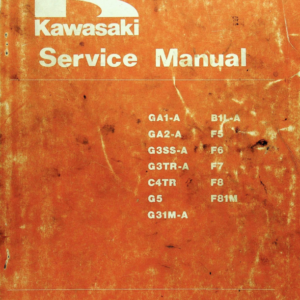 Kawasaki
Service Manual
GA1-A
GA2-A
G3SS-A
G3TR-A
C4TR
G5
G31M-A
B1L-A
F5
F6
F7
F8
F81M